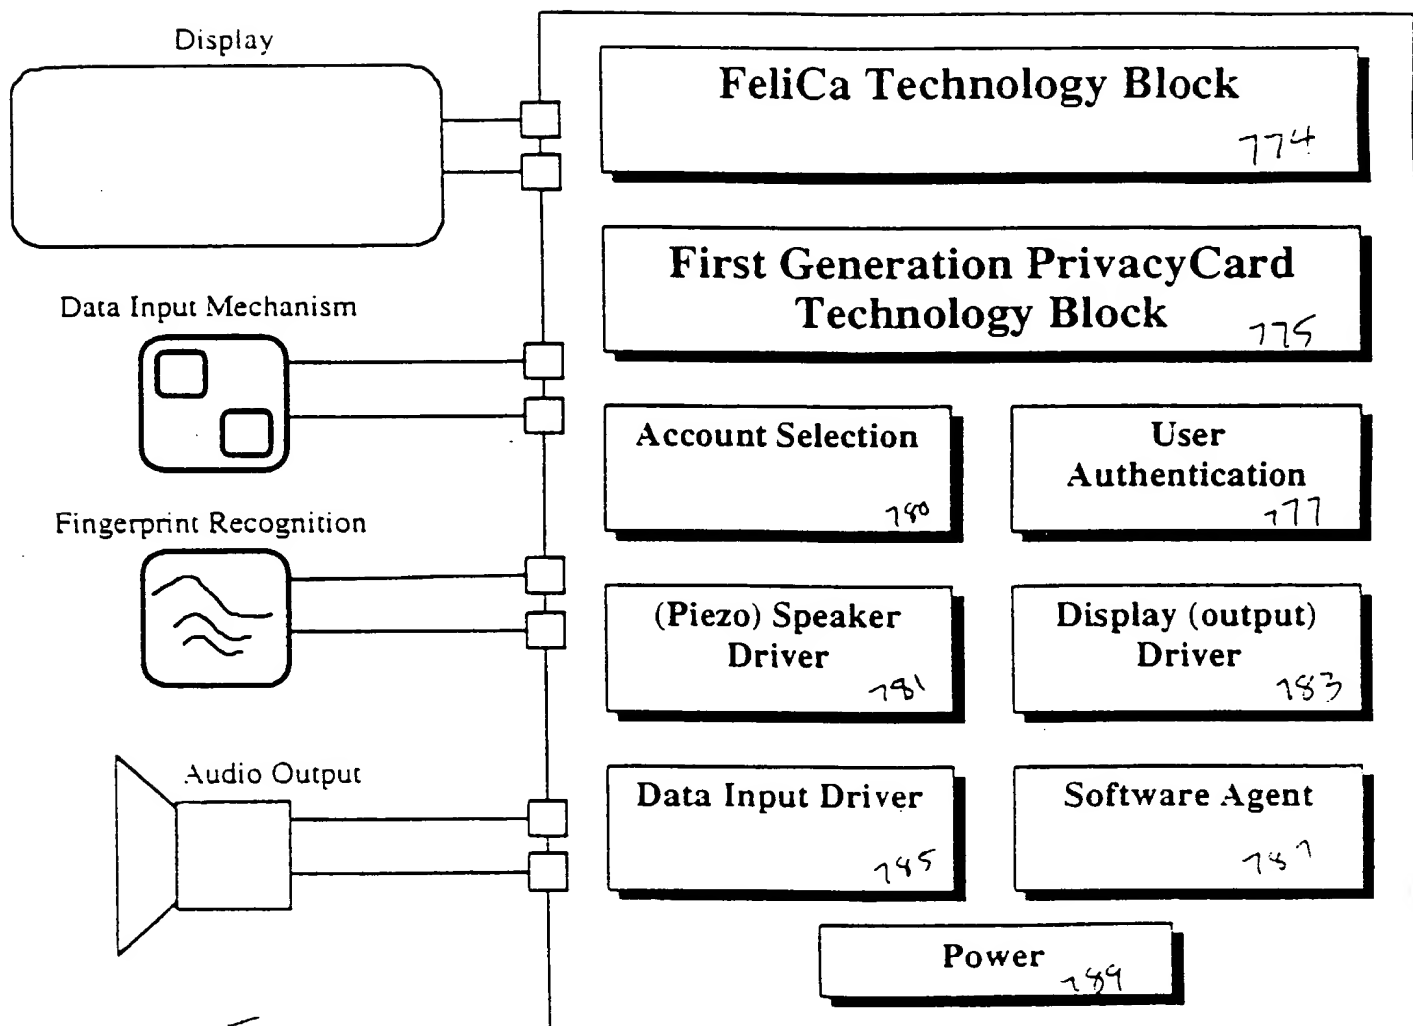 Display
FeliCa Technology Block
774
First Generation PrivacyCard
Technology Block
775
Data Input Mechanism
Account Selection
780
User
Authentication
777
Fingerprint Recognition
(Piezo) Speaker
Driver
781
Display (output)
Driver
783
Audio Output
Data Input Driver
785
Software Agent
787
Power
789